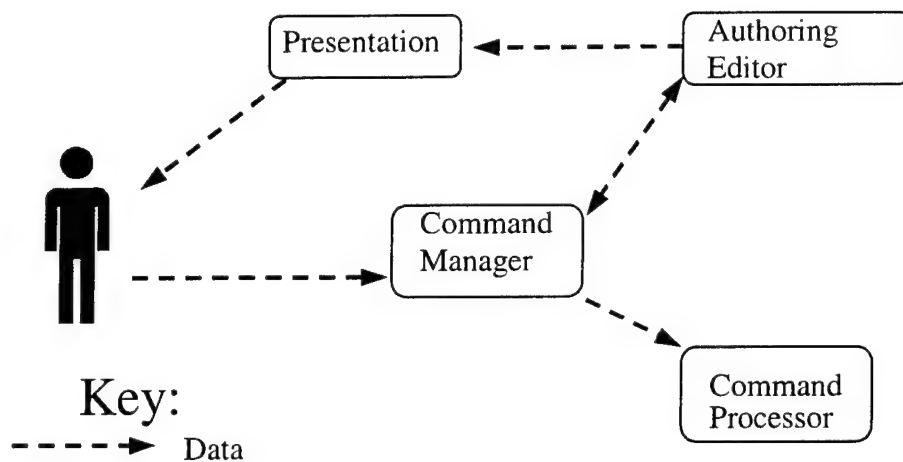 Presentation
Authoring
Editor
Command
Manager
Command
Processor
Key:
Data